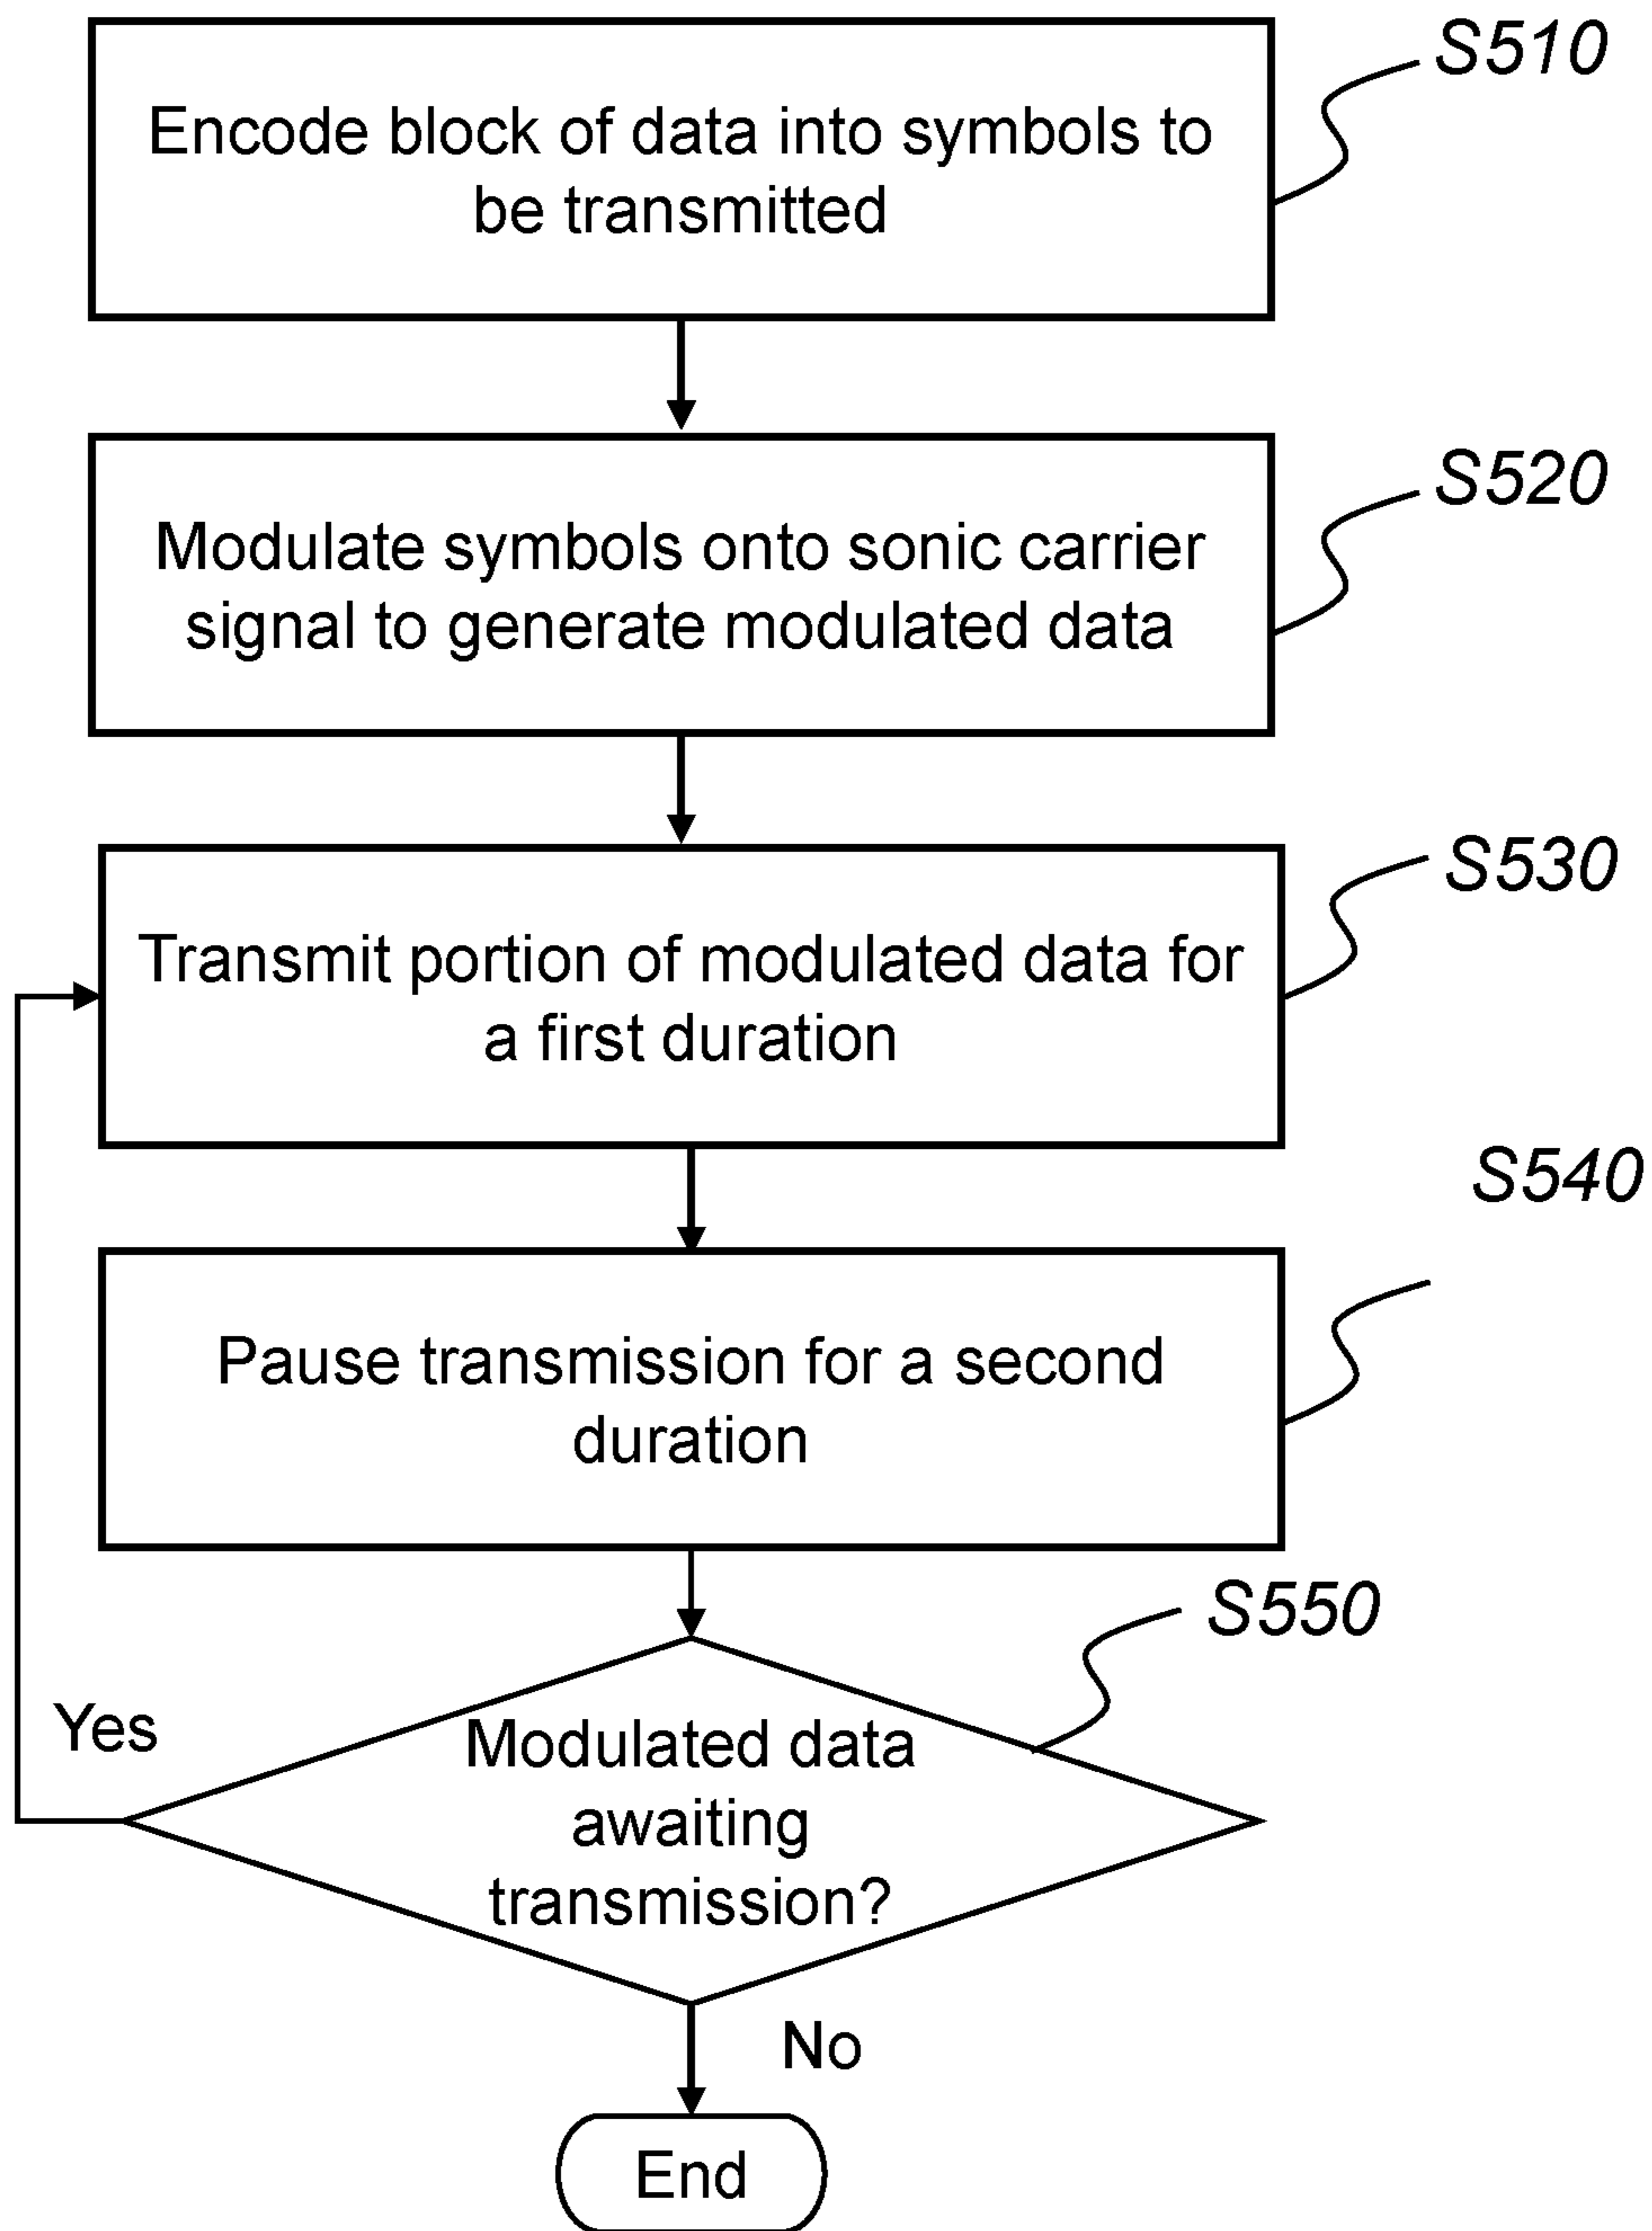 S510
Encode block of data into symbols to
be transmitted
S520
Modulate symbols onto sonic carrier
signal to generate modulated data
S530
Transmit portion of modulated data for
a first duration
S540
Pause transmission for a second
duration
S550
Yes
Modulated data
awaiting
transmission?
No
End